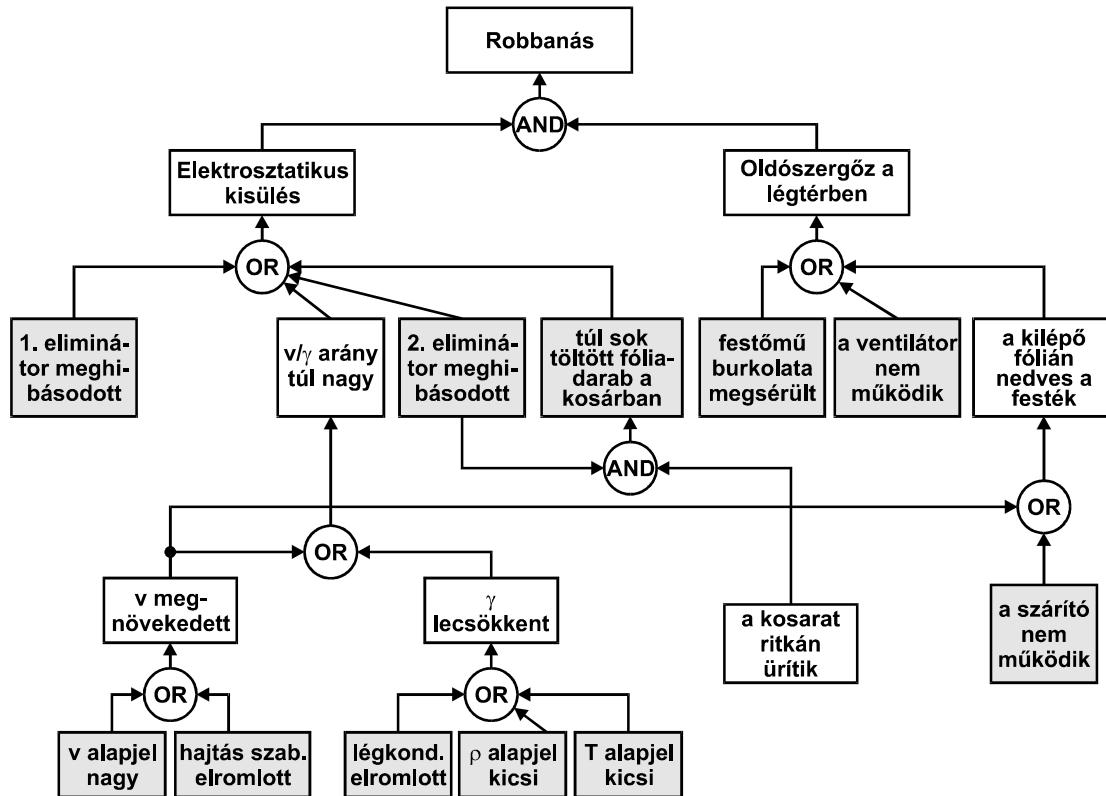 Robbanás
AND
Elektrosztatikus
kisülés
Oldószergőz a
légtérben
OR
OR
1. eliminá-
tor meghi-
básodott
v/γ arány
túl nagy
2. eliminá-
tor meghi-
básodott
túl sok
töltött fólia-
darab a
kosárban
festőmű
burkolata
megsérült
a ventilátor
nem
működik
a kilépő
fólián
nedves a
festék
AND
OR
OR
v meg-
növekedett
γ
lecsökkent
a kosarat
ritkán
ürítik
a szárító
nem
működik
OR
OR
v alapjel
nagy
hajtás szab.
elromlott
légkond.
elromlott
ρ alapjel
kicsi
T alapjel
kicsi